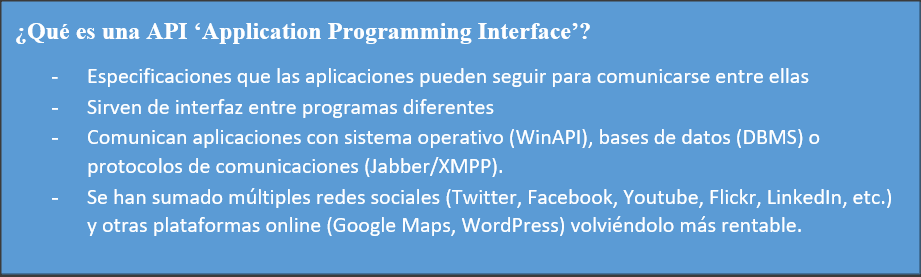 ¿Qué es una API ‘Application Programming Interface’?
- Especificaciones que las aplicaciones pueden seguir para comunicarse entre ellas
- Sirven de interfaz entre programas diferentes
- Comunican aplicaciones con sistema operativo (WinAPI), bases de datos (DBMS) o
protocolos de comunicaciones (Jabber/XMPP).
- Se han sumado múltiples redes sociales (Twitter, Facebook, Youtube, Flickr, LinkedIn, etc.)
y otras plataformas online (Google Maps, WordPress) volviéndolo más rentable.